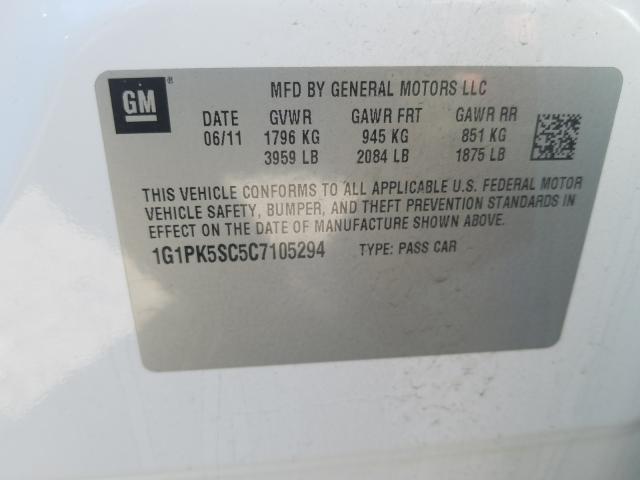 GM ®
MFD BY GENERAL MOTORS LLC
DATE GVWR GAWR FRT GAWR RR
06/11 1796 KG 945 KG 851 KG
3959 LB 2084 LB 1875 LB
THIS VEHICLE CONFORMS TO ALL APPLICABLE U.S. FEDERAL MOTOR
VEHICLE SAFETY, BUMPER, AND THEFT PREVENTION STANDARDS IN
EFFECT ON THE DATE OF MANUFACTURE SHOWN ABOVE.
1G1PK5SC5C7105294 TYPE: PASS CAR